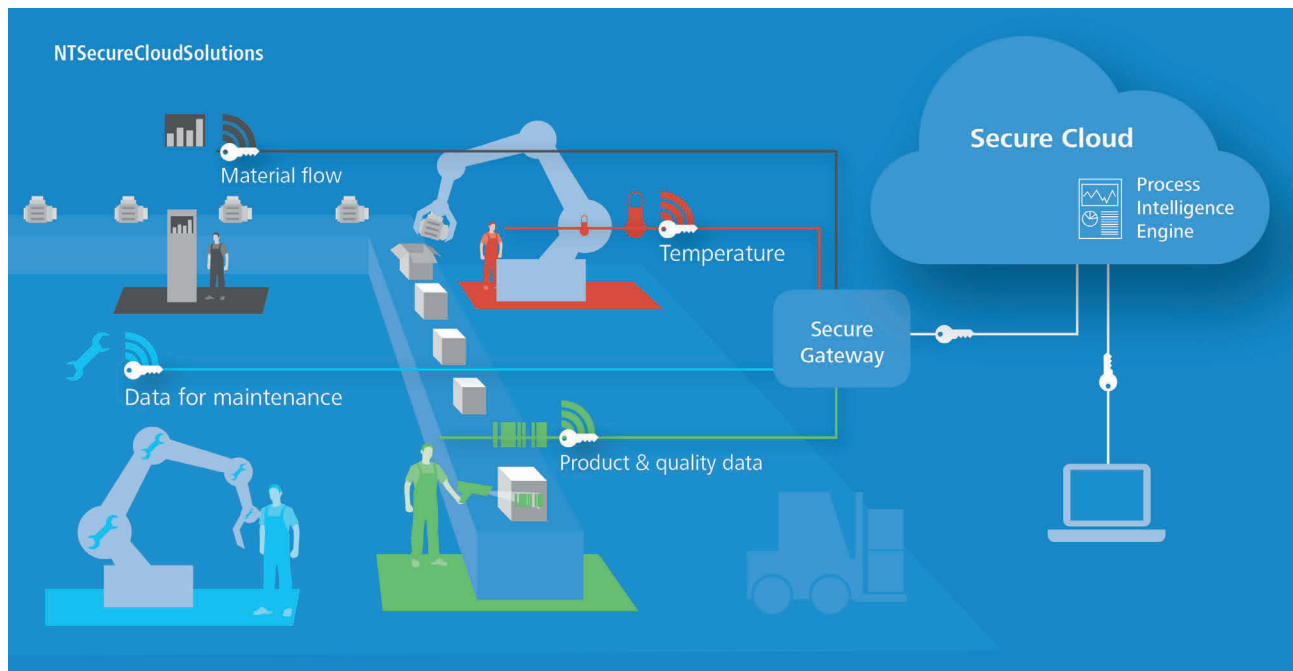 NTSecureCloudSolutions
Material flow
Temperature
Data for maintenance
Product & quality data
Secure
Gateway
Secure Cloud
Process
Intelligence
Engine